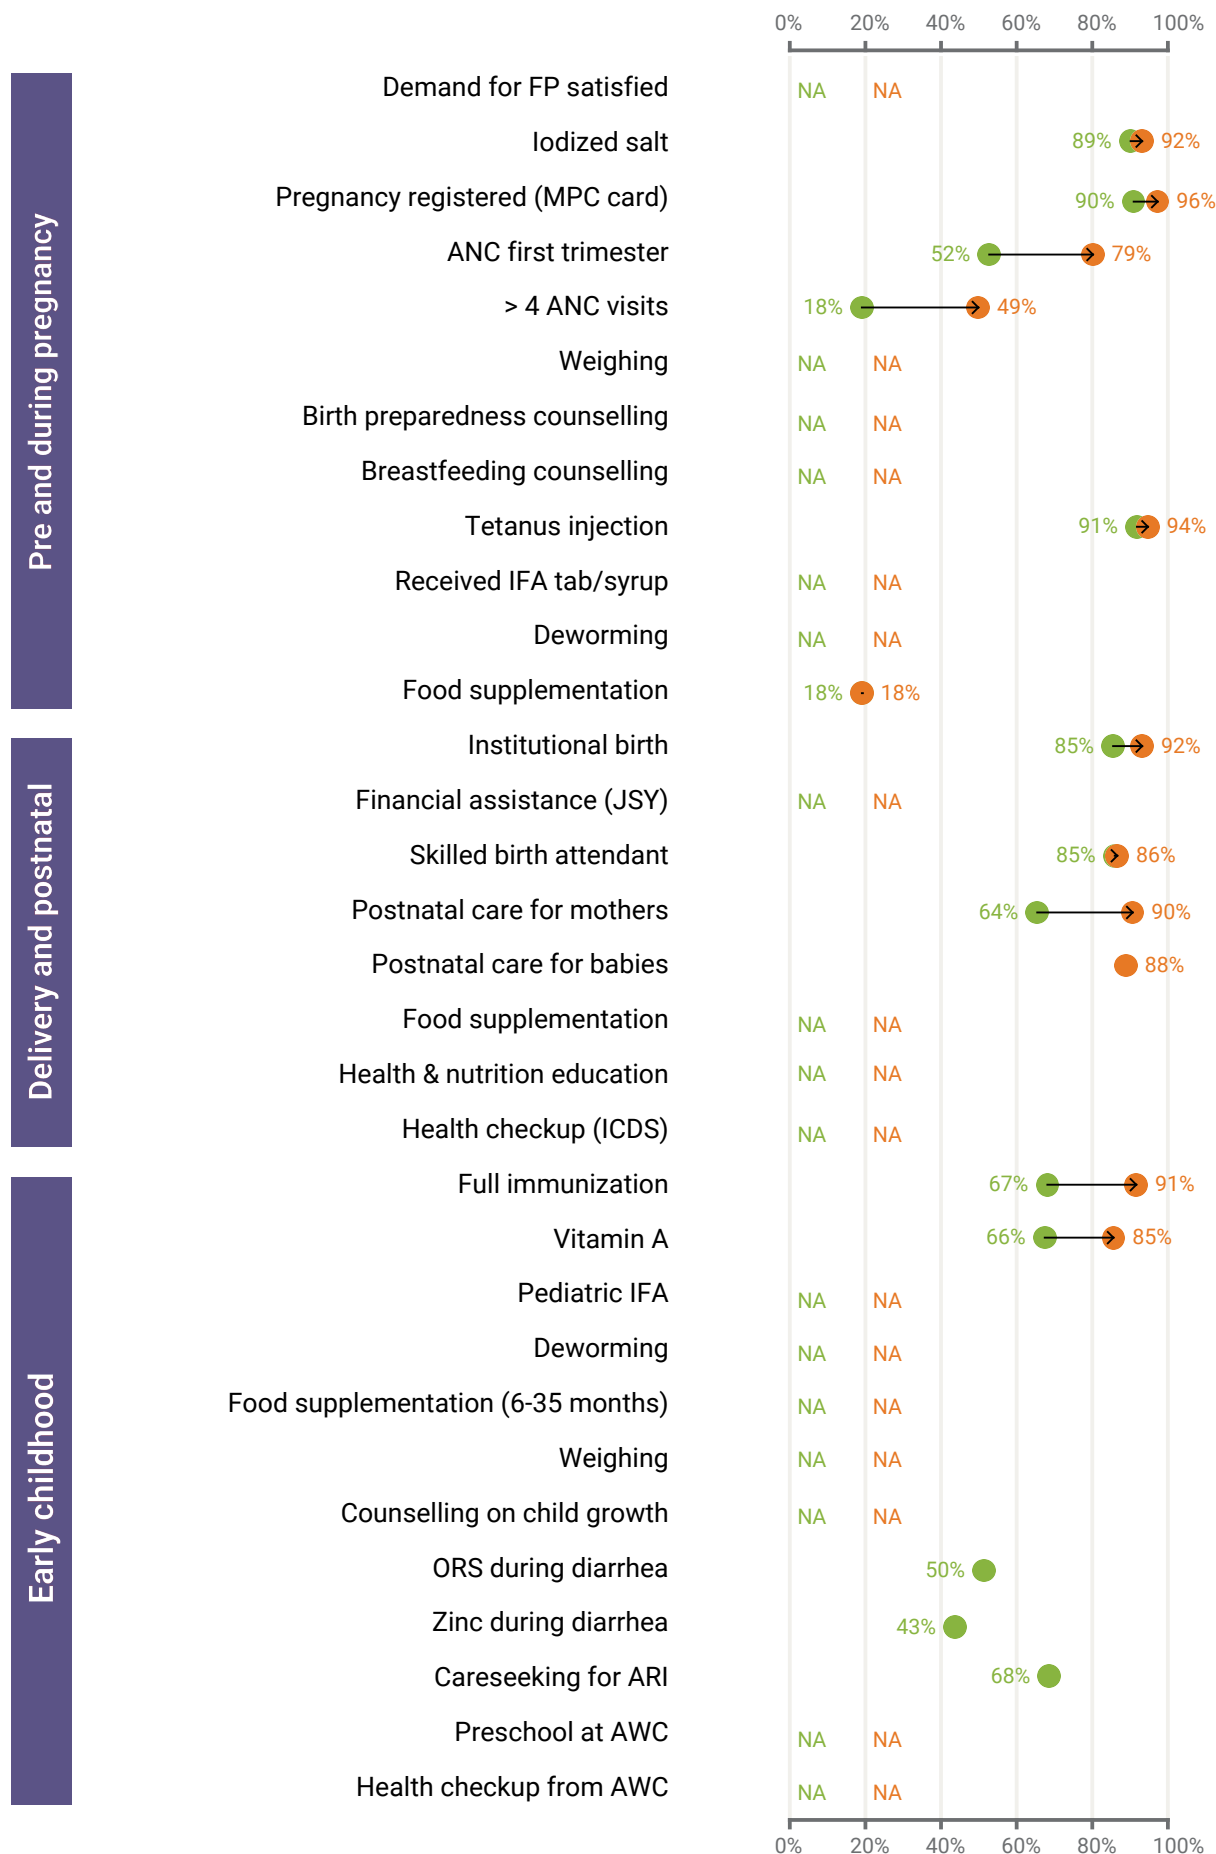 0% 20% 40% 60% 80% 100%
Pre and during pregnancy
Demand for FP satisfied NA NA
Iodized salt 89% 92%
Pregnancy registered (MPC card) 90% 96%
ANC first trimester 52% 79%
> 4 ANC visits 18% 49%
Weighing NA NA
Birth preparedness counselling NA NA
Breastfeeding counselling NA NA
Tetanus injection 91% 94%
Received IFA tab/syrup NA NA
Deworming NA NA
Food supplementation 18% 18%
Delivery and postnatal
Institutional birth 85% 92%
Financial assistance (JSY) NA NA
Skilled birth attendant 85% 86%
Postnatal care for mothers 64% 90%
Postnatal care for babies 88%
Food supplementation NA NA
Health & nutrition education NA NA
Health checkup (ICDS) NA NA
Early childhood
Full immunization 67% 91%
Vitamin A 66% 85%
Pediatric IFA NA NA
Deworming NA NA
Food supplementation (6-35 months) NA NA
Weighing NA NA
Counselling on child growth NA NA
ORS during diarrhea 50%
Zinc during diarrhea 43%
Careseeking for ARI 68%
Preschool at AWC NA NA
Health checkup from AWC NA NA
0% 20% 40% 60% 80% 100%